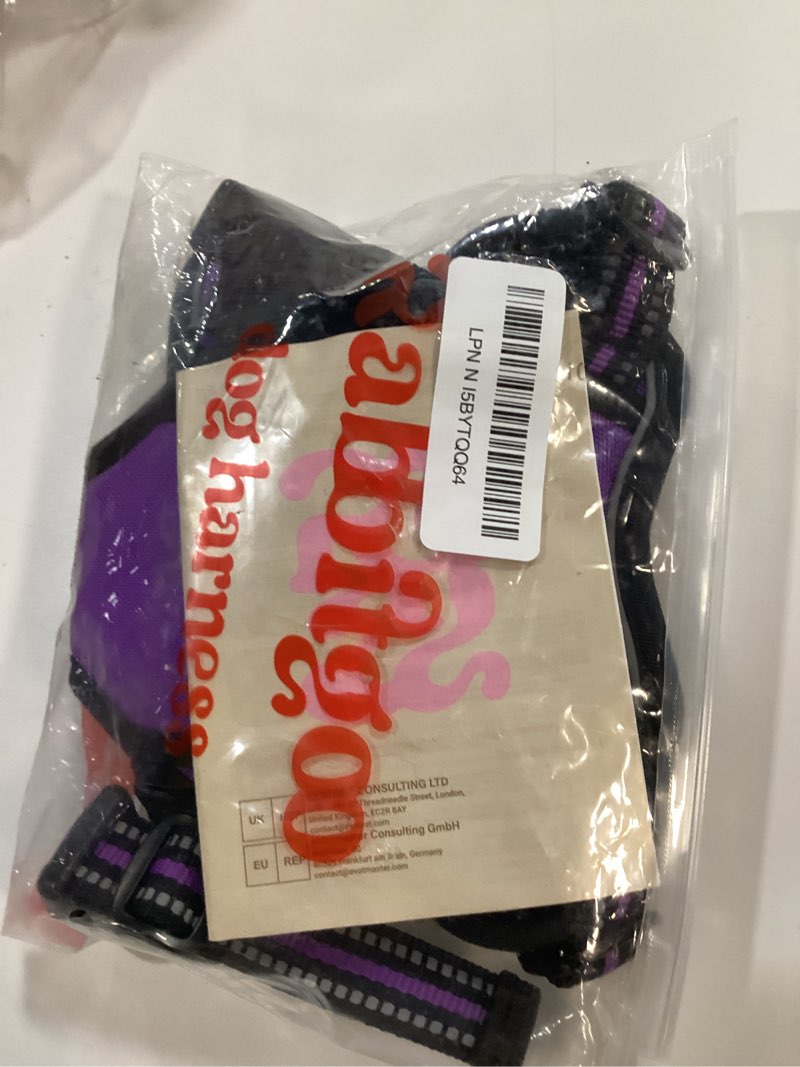 rabbitgoo
dog harness
LPN N I5BYTQQ64
CONSULTING LTD
Threadneedle Street, London,
EC2R 8AY
UK
United
Consulting GmbH
EU
REP
Frankfurt am Main, Germany
contact@evatmaster.com